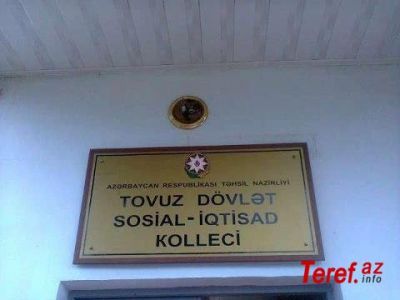 AZƏRBAYCAN RESPUBLİKASI TƏHSİL NAZİRLİYİ
TOVUZ DÖVLƏT
SOSİAL-İQTİSAD
KOLLECİ
Teref.az
info